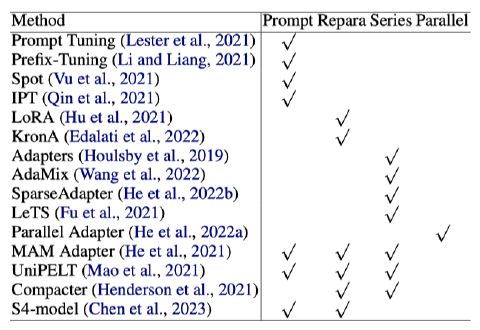 Method Prompt Repara Series Parallel
Prompt Tuning (Lester et al., 2021) ✓
Prefix-Tuning (Li and Liang, 2021) ✓
Spot (Vu et al., 2021) ✓
IPT (Qin et al., 2021) ✓
LoRA (Hu et al., 2021) ✓
KronA (Edalati et al., 2022) ✓
Adapters (Houlsby et al., 2019) ✓
AdaMix (Wang et al., 2022) ✓
SparseAdapter (He et al., 2022b) ✓
LeTS (Fu et al., 2021) ✓
Parallel Adapter (He et al., 2022a) ✓
MAM Adapter (He et al., 2021) ✓ ✓ ✓
UniPELT (Mao et al., 2021) ✓ ✓ ✓
Compacter (Henderson et al., 2021) ✓ ✓
S4-model (Chen et al., 2023) ✓ ✓